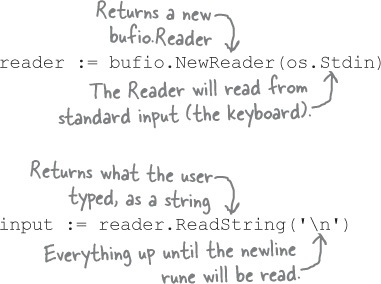 Returns a new
bufio.Reader
reader := bufio.NewReader(os.Stdin)
The Reader will read from
standard input (the keyboard).
Returns what the user
typed, as a string
input := reader.ReadString('\n')
Everything up until the newline
rune will be read.